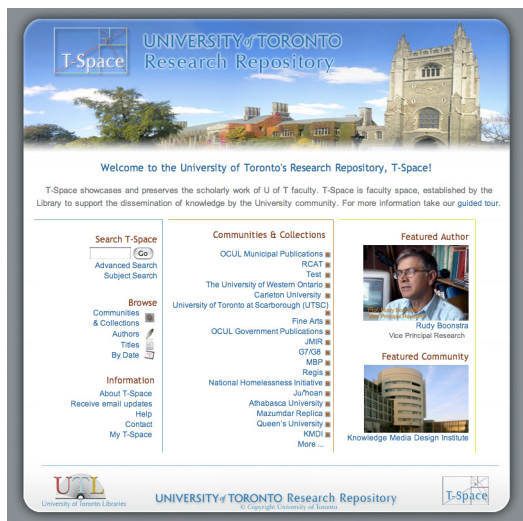 T-Space
UNIVERSITY of TORONTO
Research Repository
Welcome to the University of Toronto's Research Repository, T-Space!
T-Space showcases and preserves the scholarly work of U of T faculty. T-Space is faculty space, established by the
Library to support the dissemination of knowledge by the University community. For more information take our guided tour.
Search T-Space
Go
Advanced Search
Subject Search
Browse
Communities
& Collections
Authors
Titles
By Date
Information
About T-Space
Receive email updates
Help
Contact
My T-Space
Communities & Collections
OCUL Municipal Publications
RCAT
Test
The University of Western Ontario
Carleton University
University of Toronto at Scarborough (UTSC)
Fine Arts
OCUL Government Publications
JMIR
G7/G8
MBP
Regis
National Homelessness Initiative
Ju/'hoan
Athabasca University
Mazumdar Replica
Queen's University
KMDI
More ...
Featured Author
Rudy Boonstra
Vice Principal Research
Featured Community
Knowledge Media Design Institute
UTL
University of Toronto Libraries
UNIVERSITY of TORONTO Research Repository
© Copyright University of Toronto
T-Space